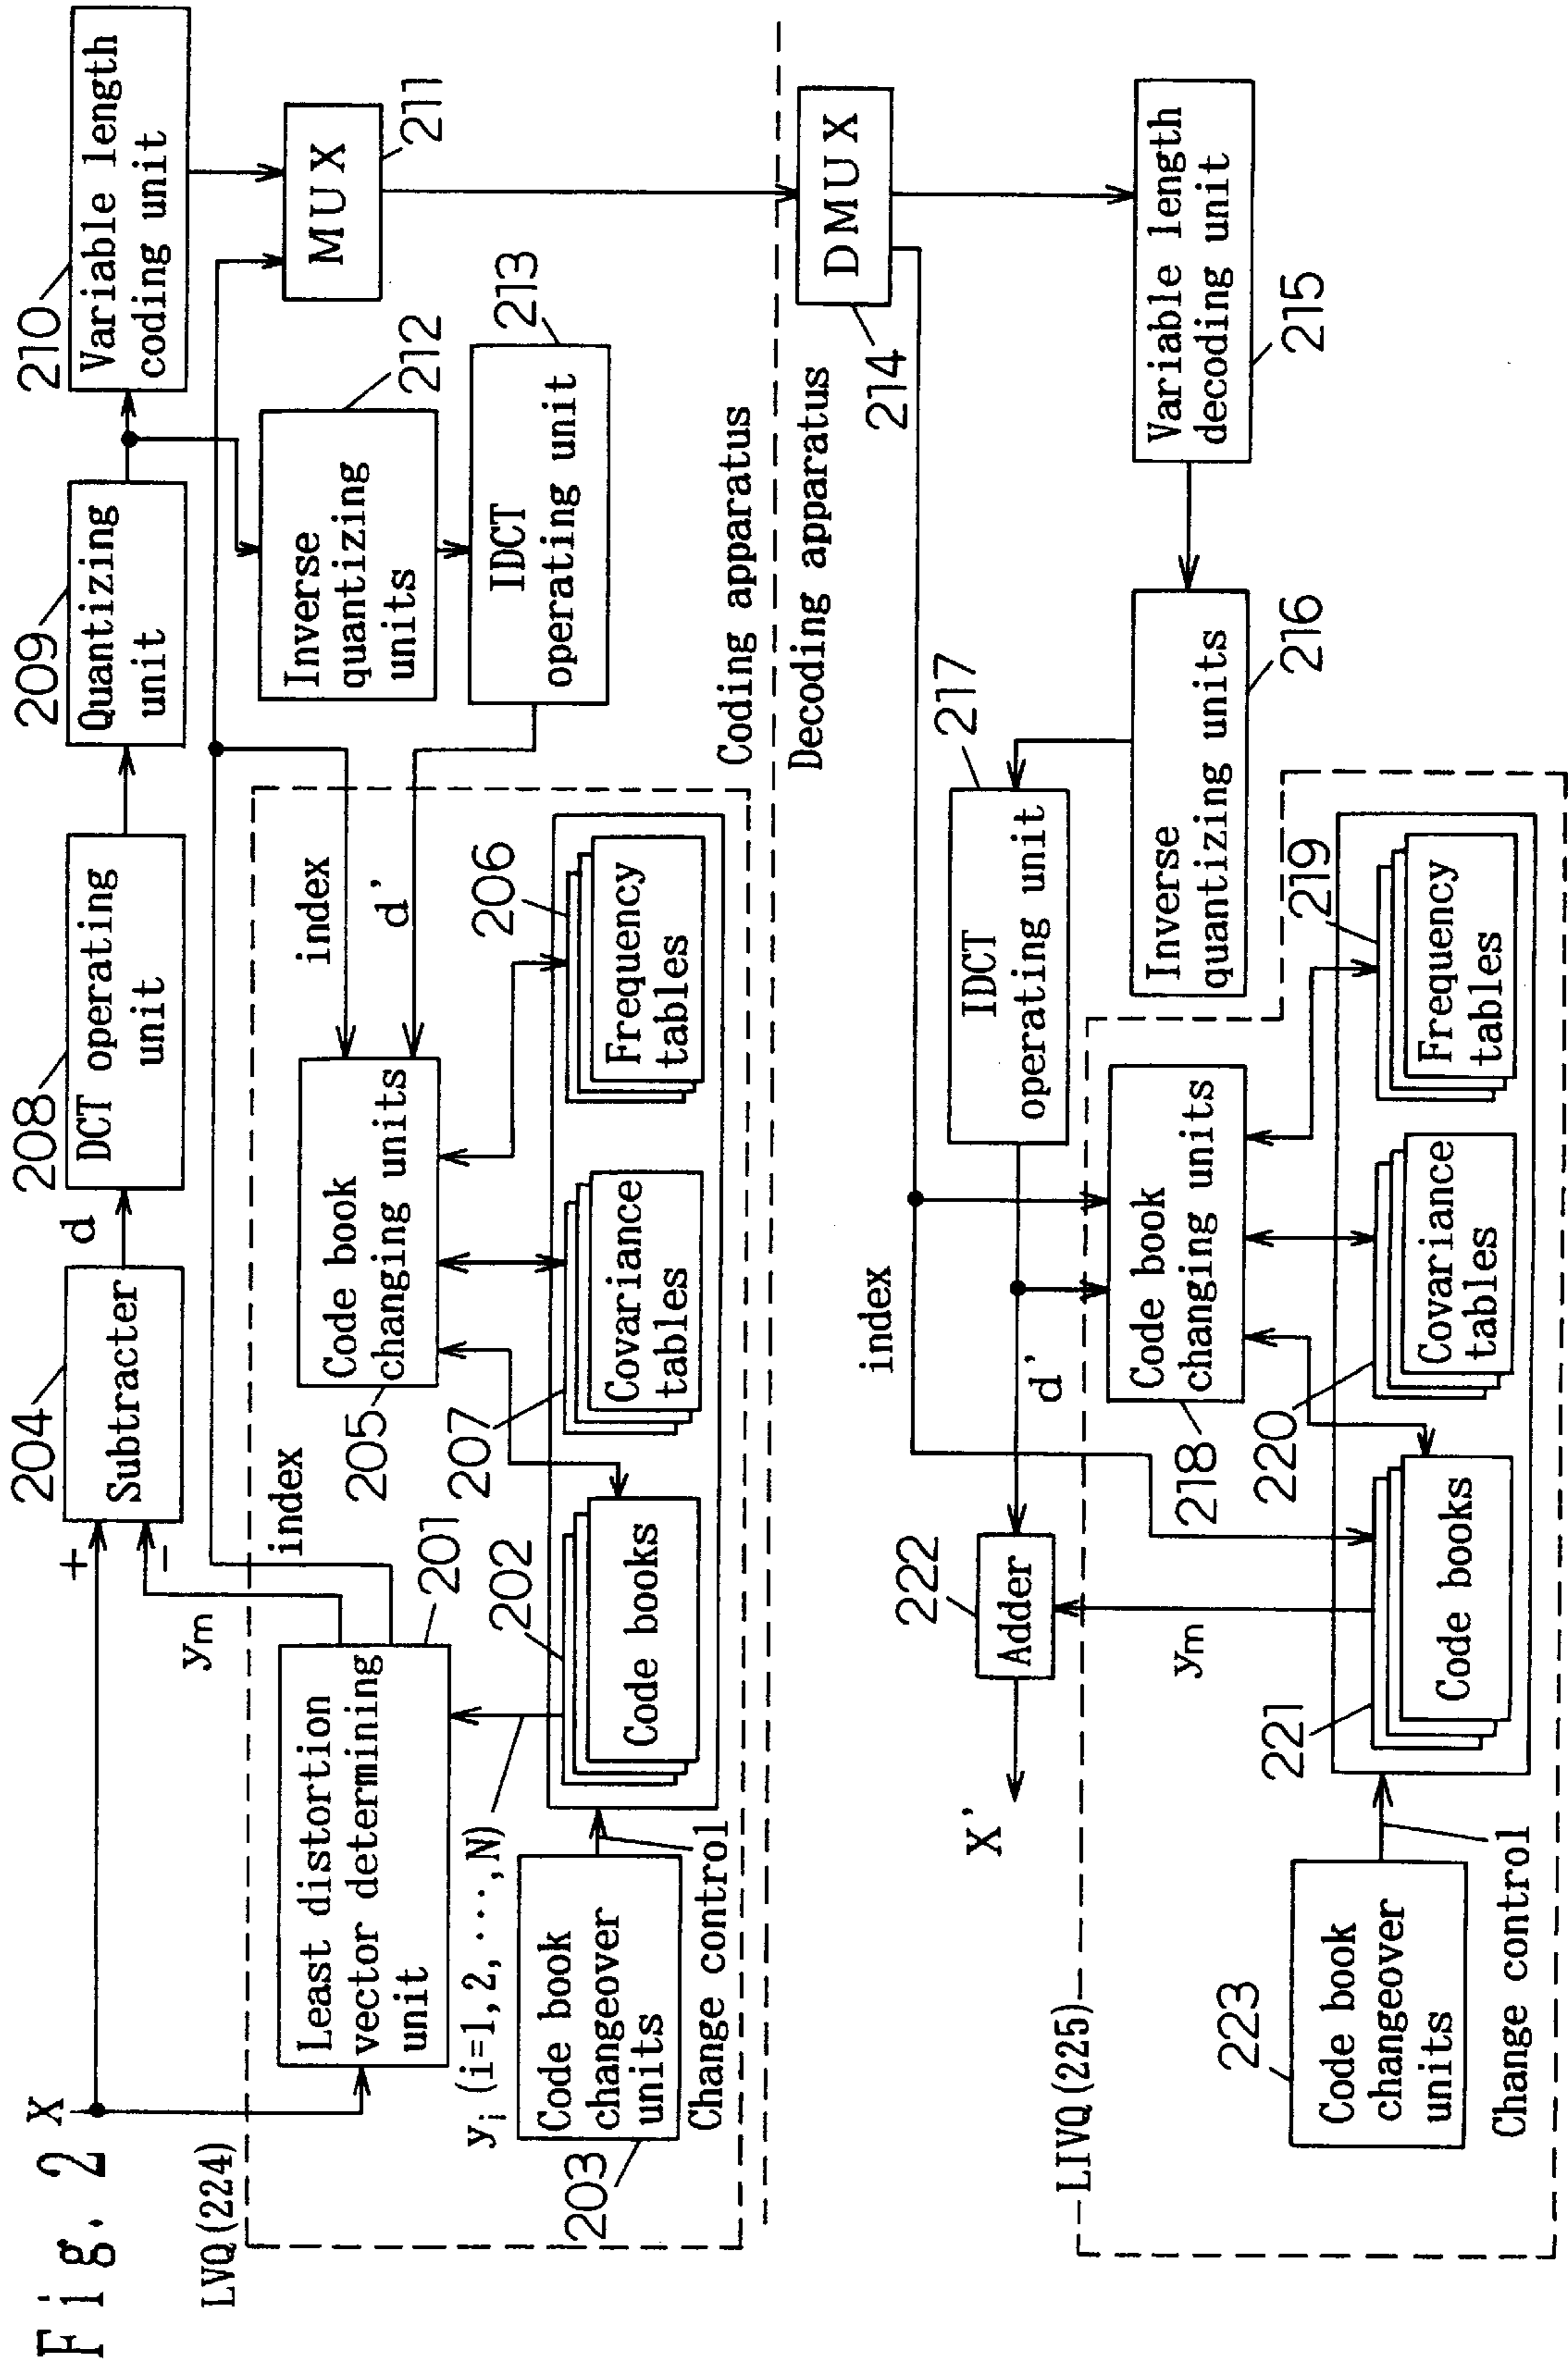 Fig. 2
X
+
-
204
Subtracter
d
208
DCT operating
unit
209
Quantizing
unit
210
Variable length
coding unit
LVQ(224)
ym
index
201
Least distortion
vector determining
unit
yi(i=1,2,···,N)
202
Code books
203
Code book
changeover
units
Change control
205
Code book
changing units
index
d'
207
Covariance
tables
206
Frequency
tables
212
Inverse
quantizing
units
213
IDCT
operating unit
211
MUX
Coding apparatus
Decoding apparatus
214
DMUX
215
Variable length
decoding unit
216
Inverse
quantizing units
217
IDCT
operating unit
index
d'
222
Adder
X'
ym
LIVQ(225)
218
Code book
changing units
219
Frequency
tables
220
Covariance
tables
221
Code books
223
Code book
changeover
units
Change control